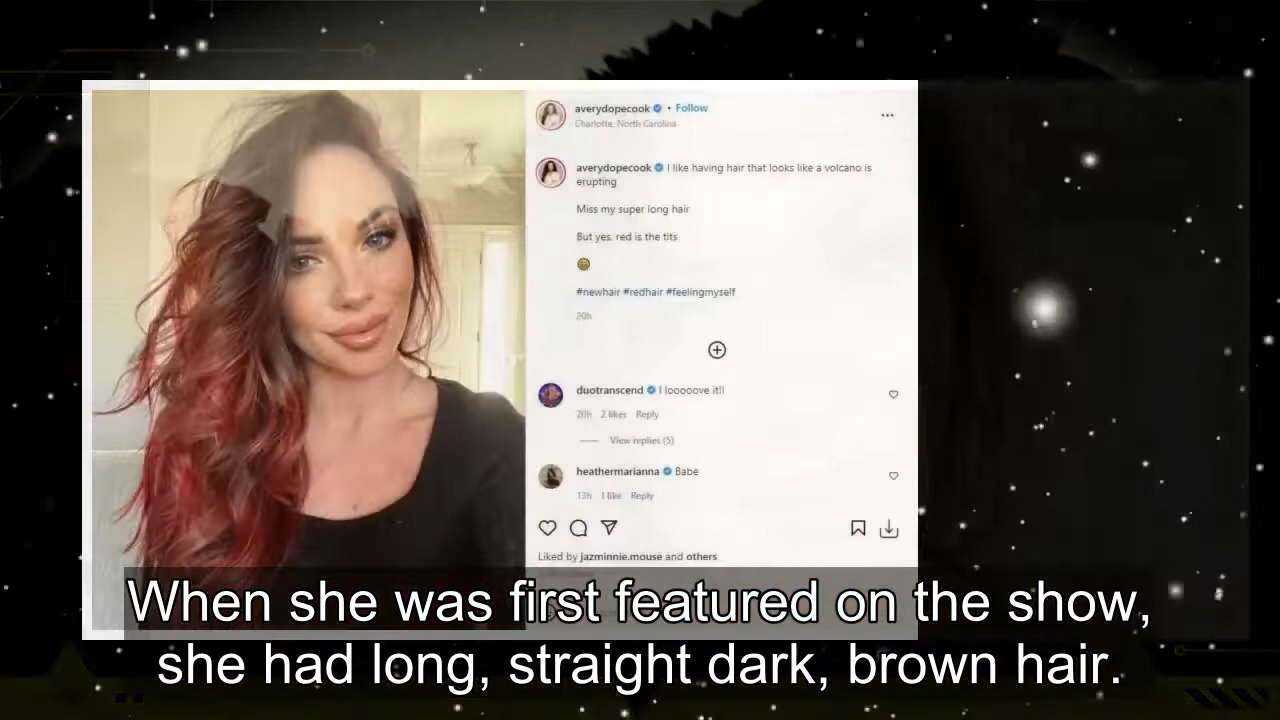 averydopecook • Follow
Charlotte, North Carolina
averydopecook I like having hair that looks like a volcano is
erupting
Miss my super long hair
But yes. red is the tits
#newhair #redhair #feelingmyself
20h
duotranscend I looooove it!!
20h 2 likes Reply
View replies (5)
heathermarianna Babe
13h 1 like Reply
Liked by jazminnie.mouse and others
When she was first featured on the show,
she had long, straight dark, brown hair.